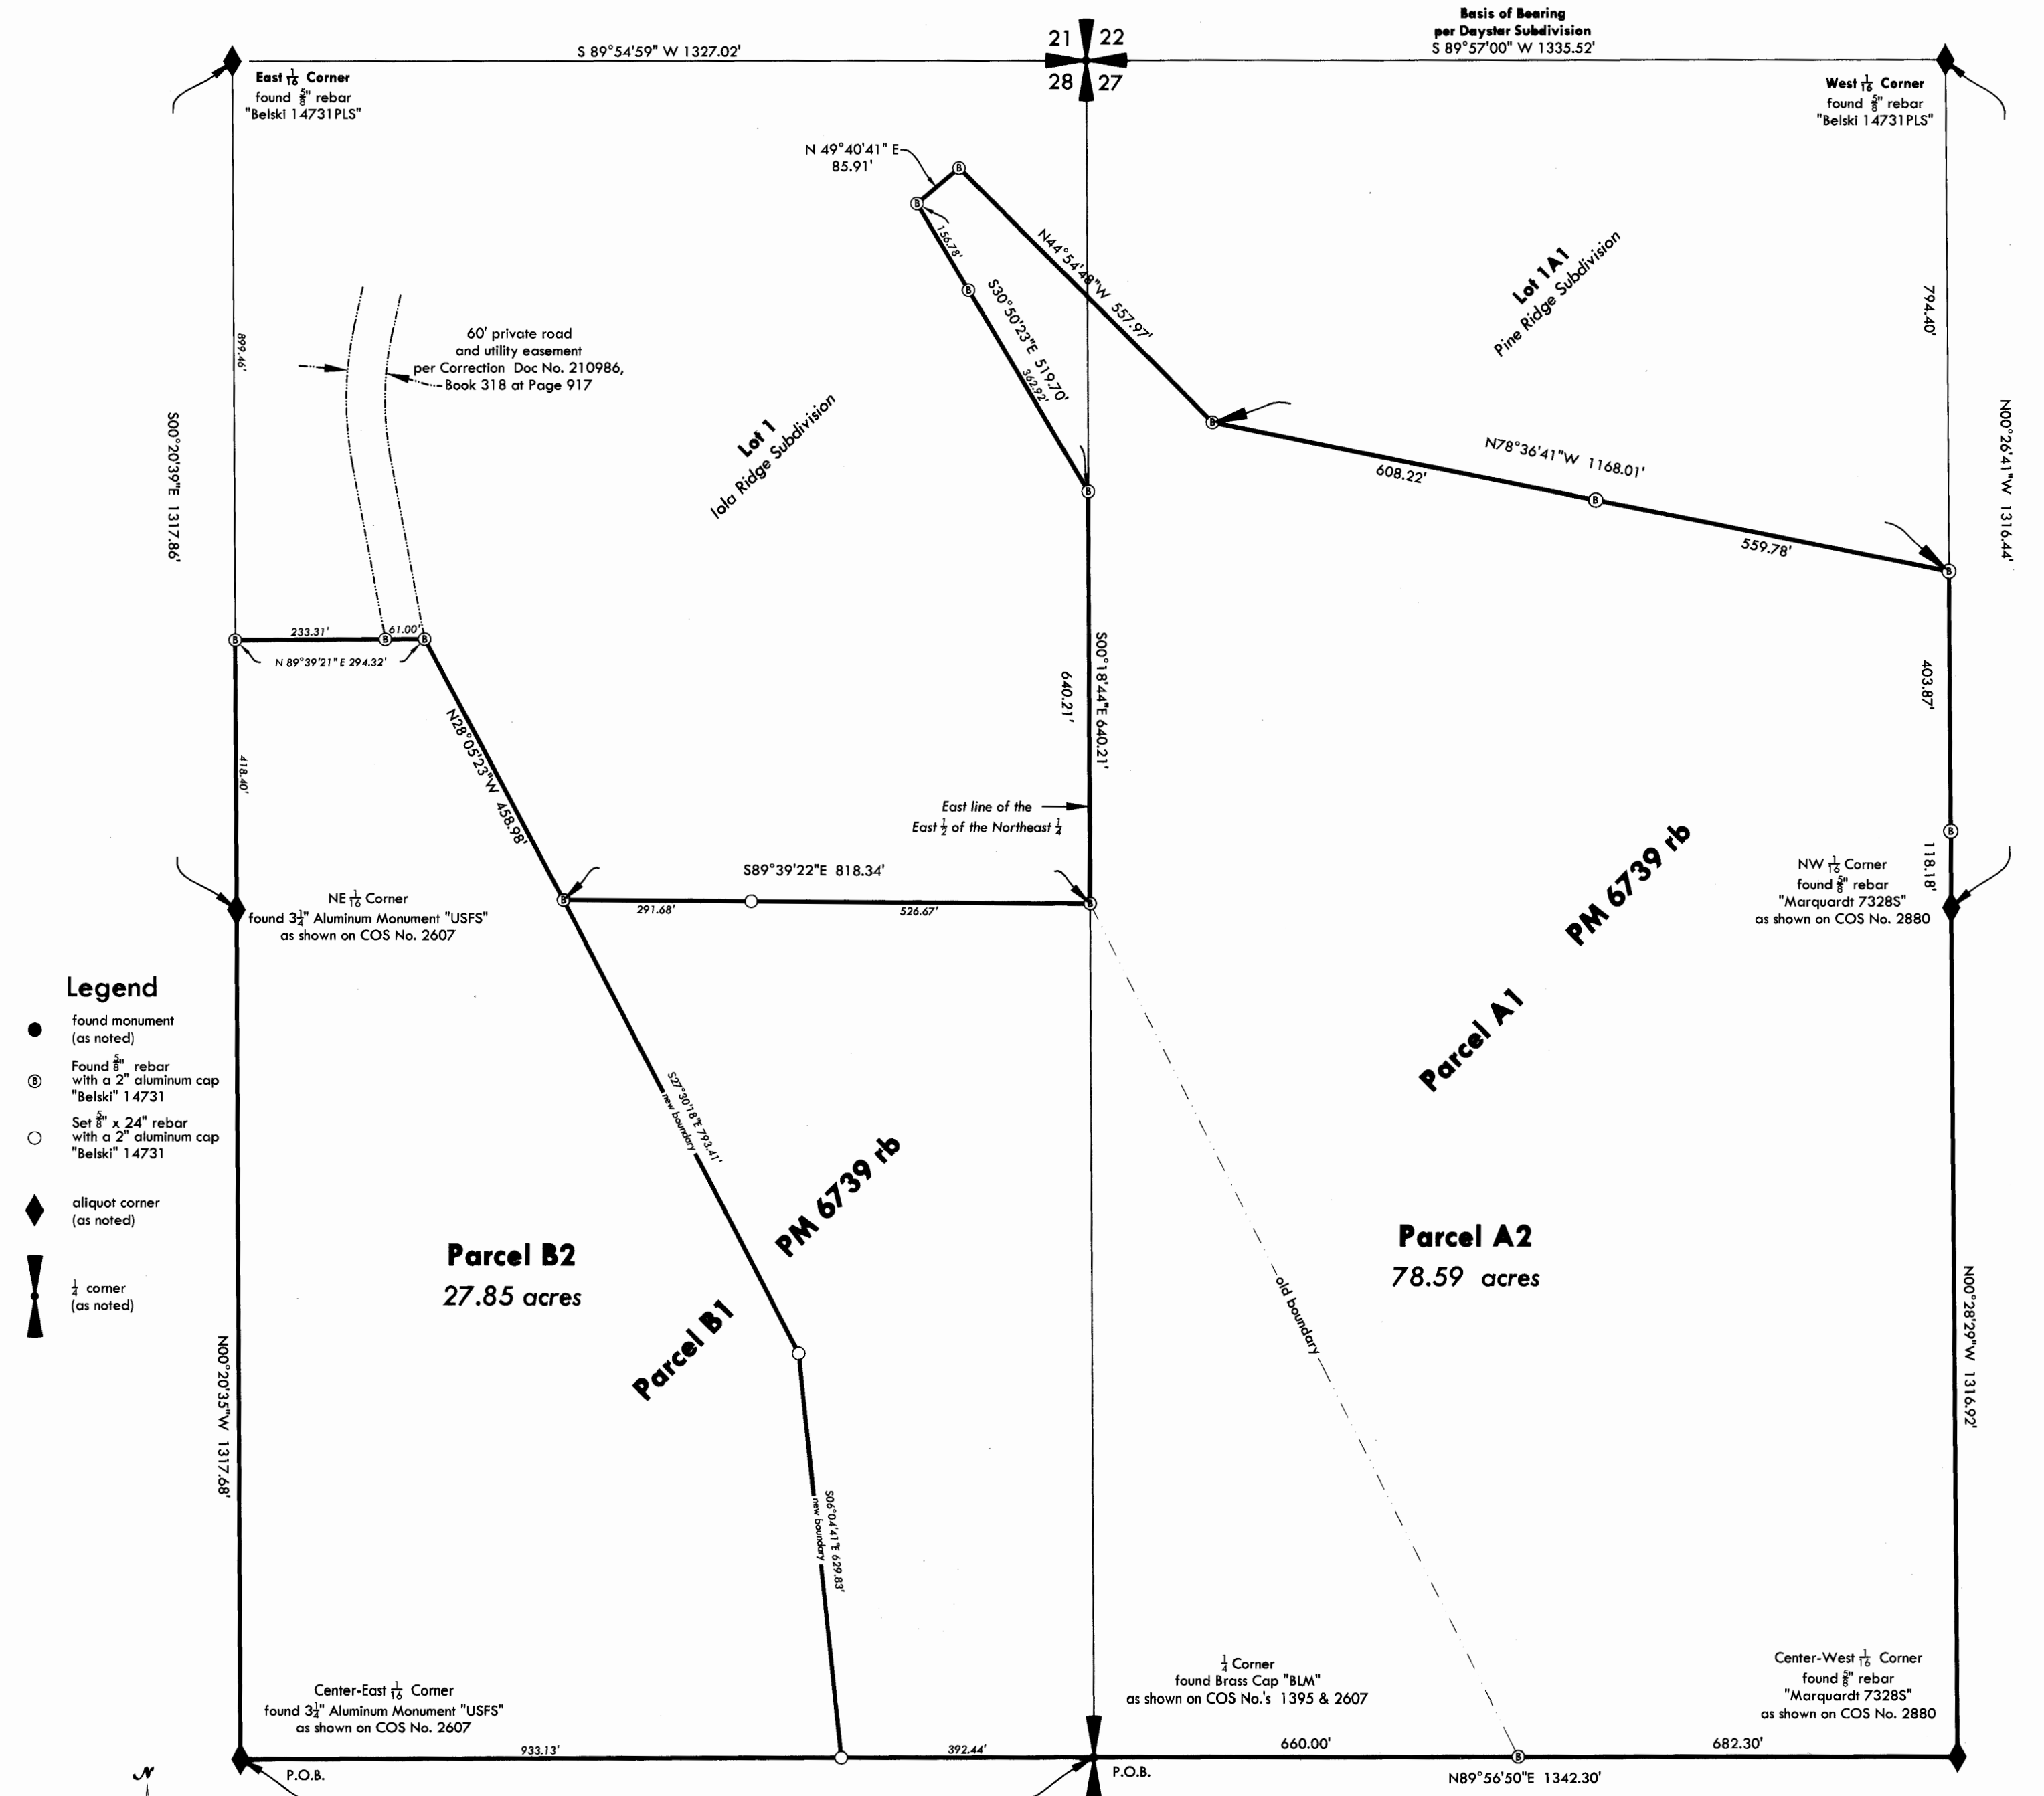 Basis of Bearing
per Daystar Subdivision
S 89°57'00" W 1335.52'
S 89°54'59" W 1327.02'
21 22
28 27
East 1/16 Corner
found 5/8" rebar
"Belski 14731PLS"
West 1/16 Corner
found 5/8" rebar
"Belski 14731PLS"
N 49°40'41" E
85.91'
156.78'
S30°50'23"E 519.70'
362.92'
N44°54'48"W 557.97'
Lot 1A1
Pine Ridge Subdivision
794.40'
N00°26'41"W 1316.44'
899.46'
S00°20'39"E 1317.86'
60' private road
and utility easement
per Correction Doc No. 210986,
Book 318 at Page 917
Lot 1
Iola Ridge Subdivision
N78°36'41"W 1168.01'
608.22'
559.78'
233.31'
61.00'
N 89°39'21" E 294.32'
418.40'
N28°05'23"W 458.98'
640.21'
S00°18'44"E 640.21'
403.87'
118.18'
East line of the
East 1/2 of the Northeast 1/4
S89°39'22"E 818.34'
291.68'
526.67'
NE 1/16 Corner
found 3 1/4" Aluminum Monument "USFS"
as shown on COS No. 2607
NW 1/16 Corner
found 5/8" rebar
"Marquardt 7328S"
as shown on COS No. 2880
PM 6739 rb
Parcel A1
Legend
found monument
(as noted)
B
Found 5/8" rebar
with a 2" aluminum cap
"Belski" 14731
Set 5/8" x 24" rebar
with a 2" aluminum cap
"Belski" 14731
aliquot corner
(as noted)
1/4 corner
(as noted)
S27°30'18"E 793.41'
new boundary
PM 6739 rb
Parcel B2
27.85 acres
Parcel B1
Parcel A2
78.59 acres
old boundary
N00°20'35"W 1317.68'
N00°28'29"W 1316.92'
S06°04'41"E 629.83'
new boundary
Center-East 1/16 Corner
found 3 1/4" Aluminum Monument "USFS"
as shown on COS No. 2607
1/4 Corner
found Brass Cap "BLM"
as shown on COS No.'s 1395 & 2607
Center-West 1/16 Corner
found 5/8" rebar
"Marquardt 7328S"
as shown on COS No. 2880
933.13'
392.44'
660.00'
682.30'
P.O.B.
P.O.B.
N89°56'50"E 1342.30'
N